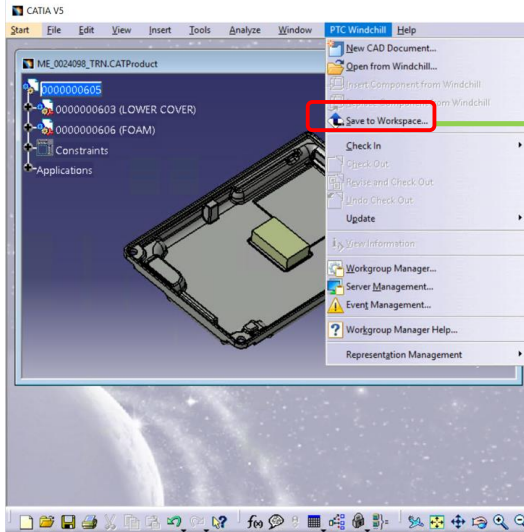 CATIA V5
Start File Edit View Insert Tools Analyze Window PTC Windchill Help
ME_0024098_TRN.CATProduct
0000000605
0000000603 (LOWER COVER)
0000000606 (FOAM)
Constraints
Applications
New CAD Document...
Open from Windchill
Insert Component from Windchill
Component from Windchill
Save to Workspace...
Check In
Check Out
Revise and Check Out
Undo Check Out
Update
View Information
Workgroup Manager...
Server Management...
Event Management...
Workgroup Manager Help...
Representation Management
f(x)